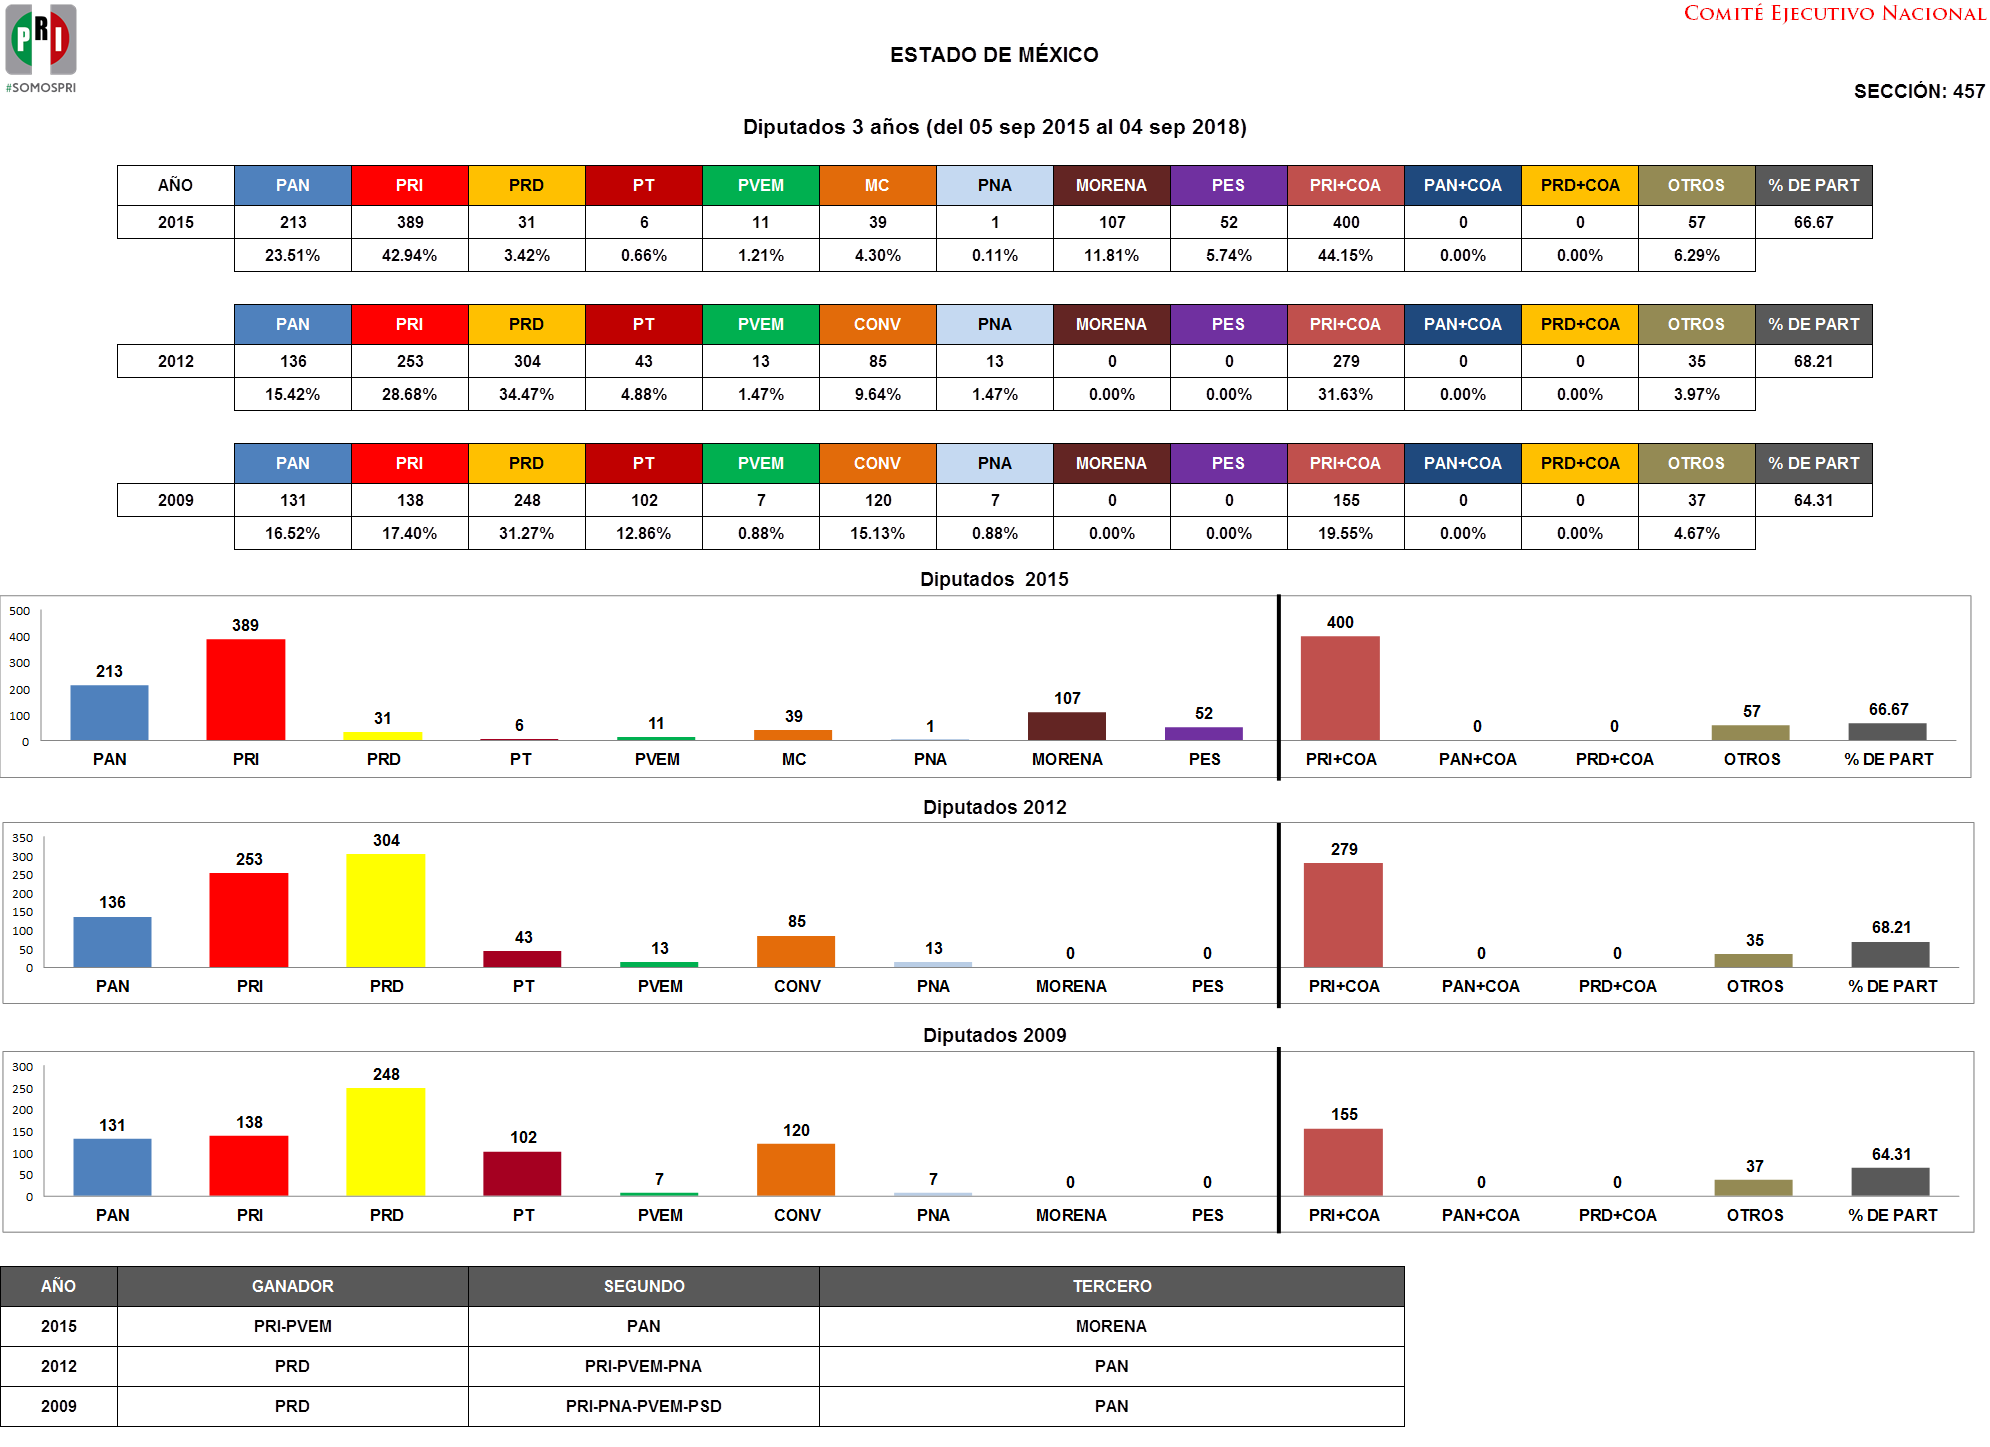 PRI
#SOMOSPRI
COMITÉ EJECUTIVO NACIONAL
ESTADO DE MÉXICO
SECCIÓN: 457
Diputados 3 años (del 05 sep 2015 al 04 sep 2018)
AÑO PAN PRI PRD PT PVEM MC PNA MORENA PES PRI+COA PAN+COA PRD+COA OTROS % DE PART
2015 213 389 31 6 11 39 1 107 52 400 0 0 57 66.67
23.51% 42.94% 3.42% 0.66% 1.21% 4.30% 0.11% 11.81% 5.74% 44.15% 0.00% 0.00% 6.29%
PAN PRI PRD PT PVEM CONV PNA MORENA PES PRI+COA PAN+COA PRD+COA OTROS % DE PART
2012 136 253 304 43 13 85 13 0 0 279 0 0 35 68.21
15.42% 28.68% 34.47% 4.88% 1.47% 9.64% 1.47% 0.00% 0.00% 31.63% 0.00% 0.00% 3.97%
PAN PRI PRD PT PVEM CONV PNA MORENA PES PRI+COA PAN+COA PRD+COA OTROS % DE PART
2009 131 138 248 102 7 120 7 0 0 155 0 0 37 64.31
16.52% 17.40% 31.27% 12.86% 0.88% 15.13% 0.88% 0.00% 0.00% 19.55% 0.00% 0.00% 4.67%
Diputados 2015
500
400
300
200
100
0
213 389 31 6 11 39 1 107 52 400 0 0 57 66.67
PAN PRI PRD PT PVEM MC PNA MORENA PES PRI+COA PAN+COA PRD+COA OTROS % DE PART
Diputados 2012
350
300
250
200
150
100
50
0
136 253 304 43 13 85 13 0 0 279 0 0 35 68.21
PAN PRI PRD PT PVEM CONV PNA MORENA PES PRI+COA PAN+COA PRD+COA OTROS % DE PART
Diputados 2009
300
250
200
150
100
50
0
131 138 248 102 7 120 7 0 0 155 0 0 37 64.31
PAN PRI PRD PT PVEM CONV PNA MORENA PES PRI+COA PAN+COA PRD+COA OTROS % DE PART
AÑO GANADOR SEGUNDO TERCERO
2015 PRI-PVEM PAN MORENA
2012 PRD PRI-PVEM-PNA PAN
2009 PRD PRI-PNA-PVEM-PSD PAN